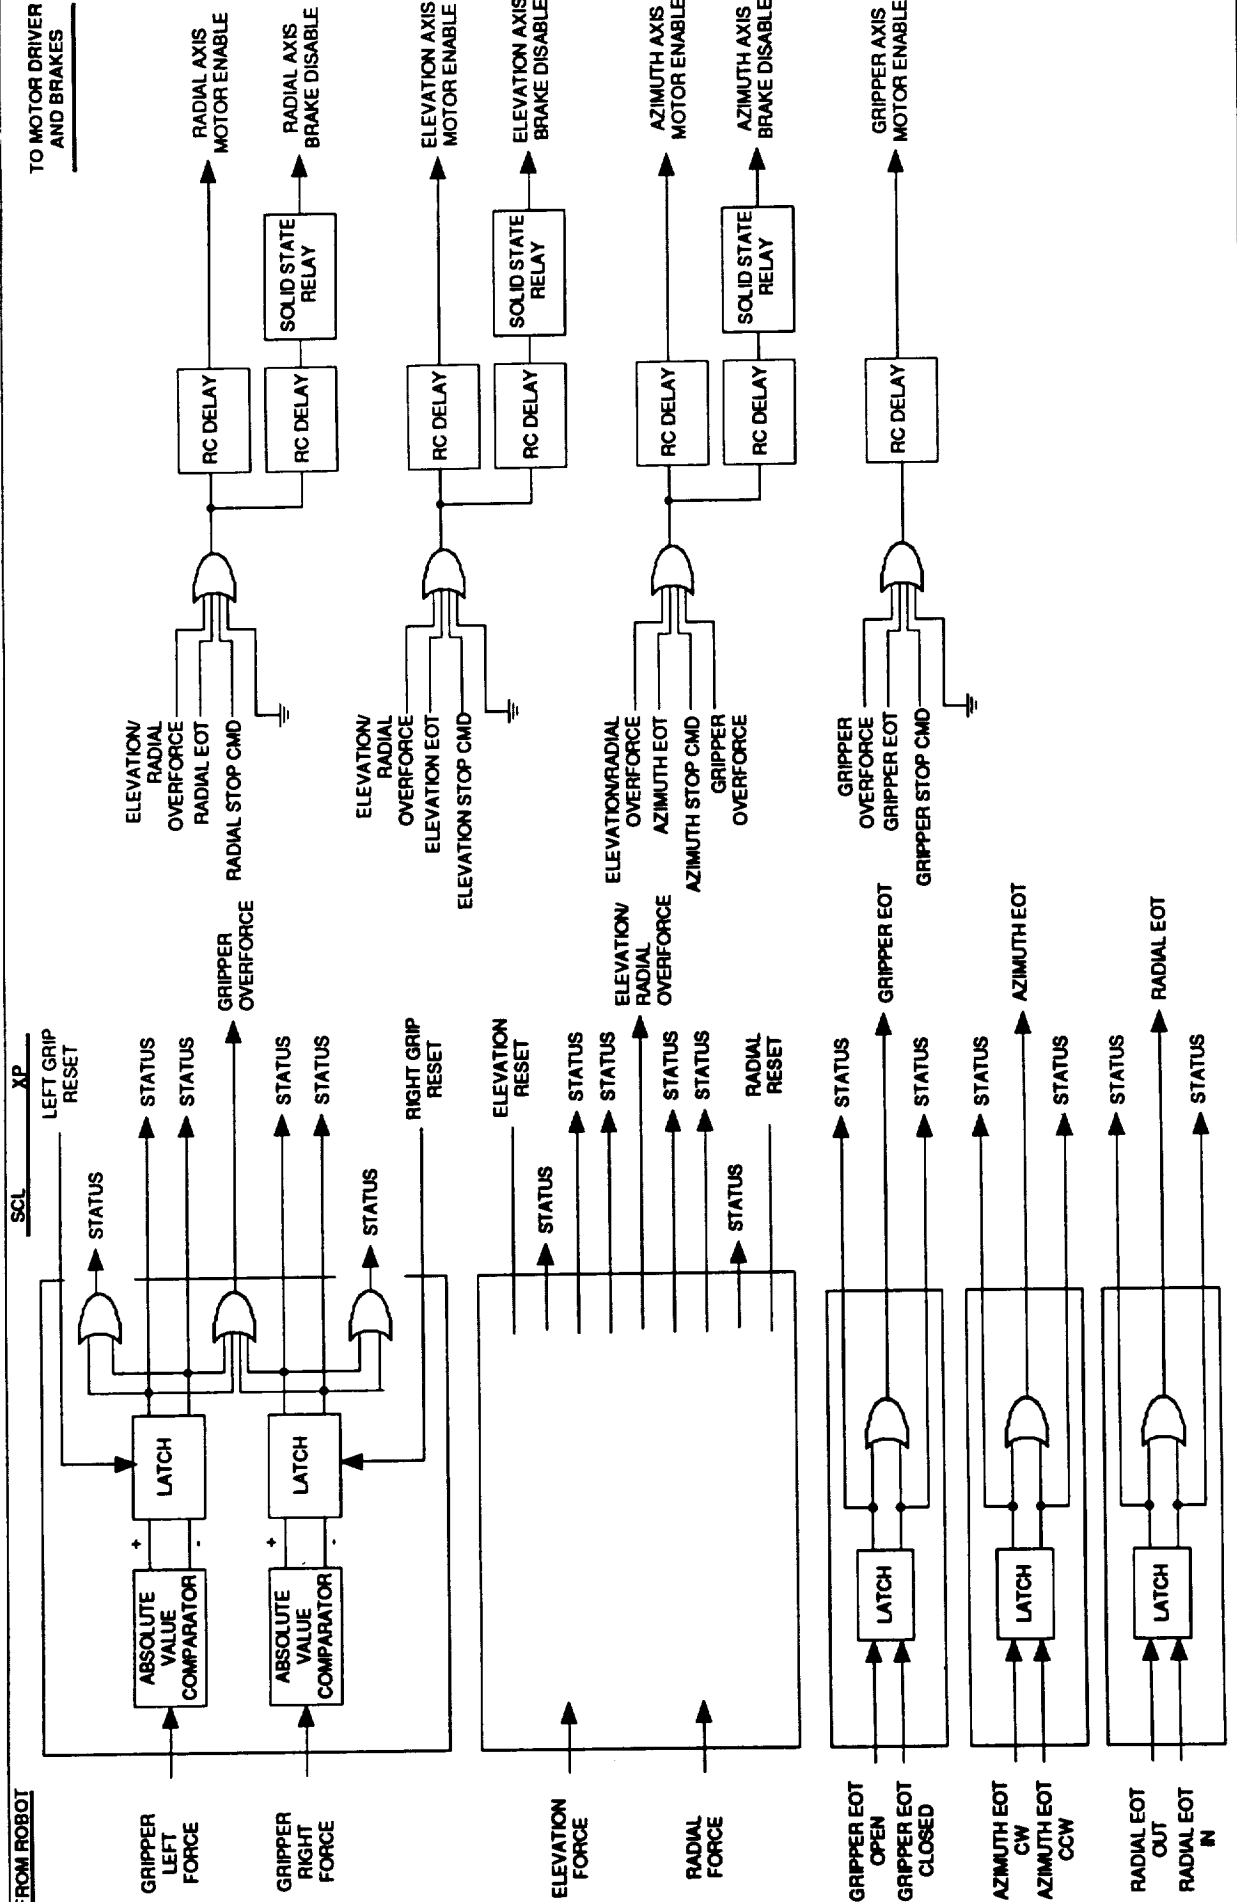 FROM ROBOT
SCL XP
TO MOTOR DRIVER
AND BRAKES
GRIPPER
LEFT
FORCE
GRIPPER
RIGHT
FORCE
ABSOLUTE
VALUE
COMPARATOR
+
-
LATCH
ABSOLUTE
VALUE
COMPARATOR
+
-
LATCH
LEFT GRIP
RESET
STATUS
STATUS
STATUS
GRIPPER
OVERFORCE
STATUS
STATUS
STATUS
RIGHT GRIP
RESET
ELEVATION
FORCE
RADIAL
FORCE
ELEVATION
RESET
STATUS
STATUS
STATUS
ELEVATION/
RADIAL
OVERFORCE
STATUS
STATUS
STATUS
RADIAL
RESET
GRIPPER EOT
OPEN
GRIPPER EOT
CLOSED
LATCH
STATUS
GRIPPER EOT
STATUS
AZIMUTH EOT
CW
AZIMUTH EOT
CCW
LATCH
STATUS
AZIMUTH EOT
STATUS
RADIAL EOT
OUT
RADIAL EOT
IN
LATCH
STATUS
RADIAL EOT
STATUS
ELEVATION/
RADIAL
OVERFORCE
RADIAL EOT
RADIAL STOP CMD
RC DELAY
RC DELAY
SOLID STATE
RELAY
RADIAL AXIS
MOTOR ENABLE
RADIAL AXIS
BRAKE DISABLE
ELEVATION/
RADIAL
OVERFORCE
ELEVATION EOT
ELEVATION STOP CMD
RC DELAY
RC DELAY
SOLID STATE
RELAY
ELEVATION AXIS
MOTOR ENABLE
ELEVATION AXIS
BRAKE DISABLE
ELEVATION/RADIAL
OVERFORCE
AZIMUTH EOT
AZIMUTH STOP CMD
GRIPPER
OVERFORCE
RC DELAY
RC DELAY
SOLID STATE
RELAY
AZIMUTH AXIS
MOTOR ENABLE
AZIMUTH AXIS
BRAKE DISABLE
GRIPPER
OVERFORCE
GRIPPER EOT
GRIPPER STOP CMD
RC DELAY
GRIPPER AXIS
MOTOR ENABLE